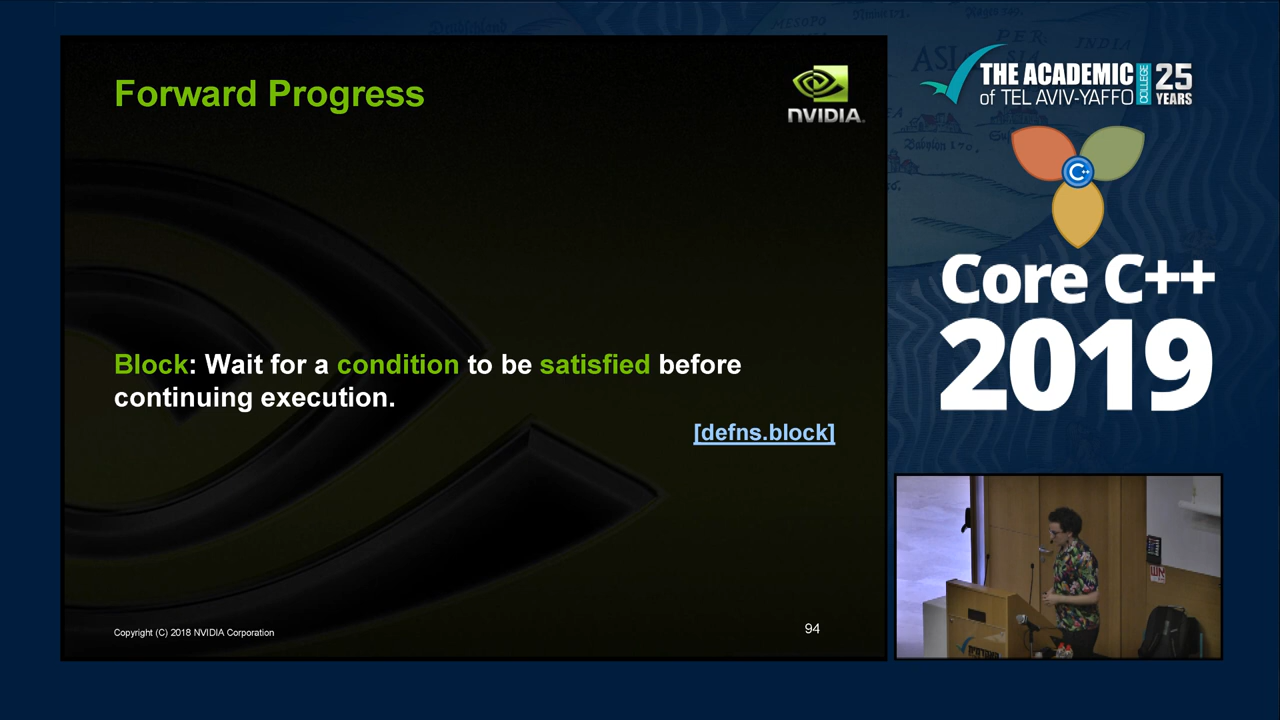 Forward Progress
NVIDIA.
Block: Wait for a condition to be satisfied before
continuing execution.
[defns.block]
Copyright (C) 2018 NVIDIA Corporation
94
THE ACADEMIC
of TEL AVIV-YAFFO
COLLEGE
25
YEARS
C++
Core C++
2019